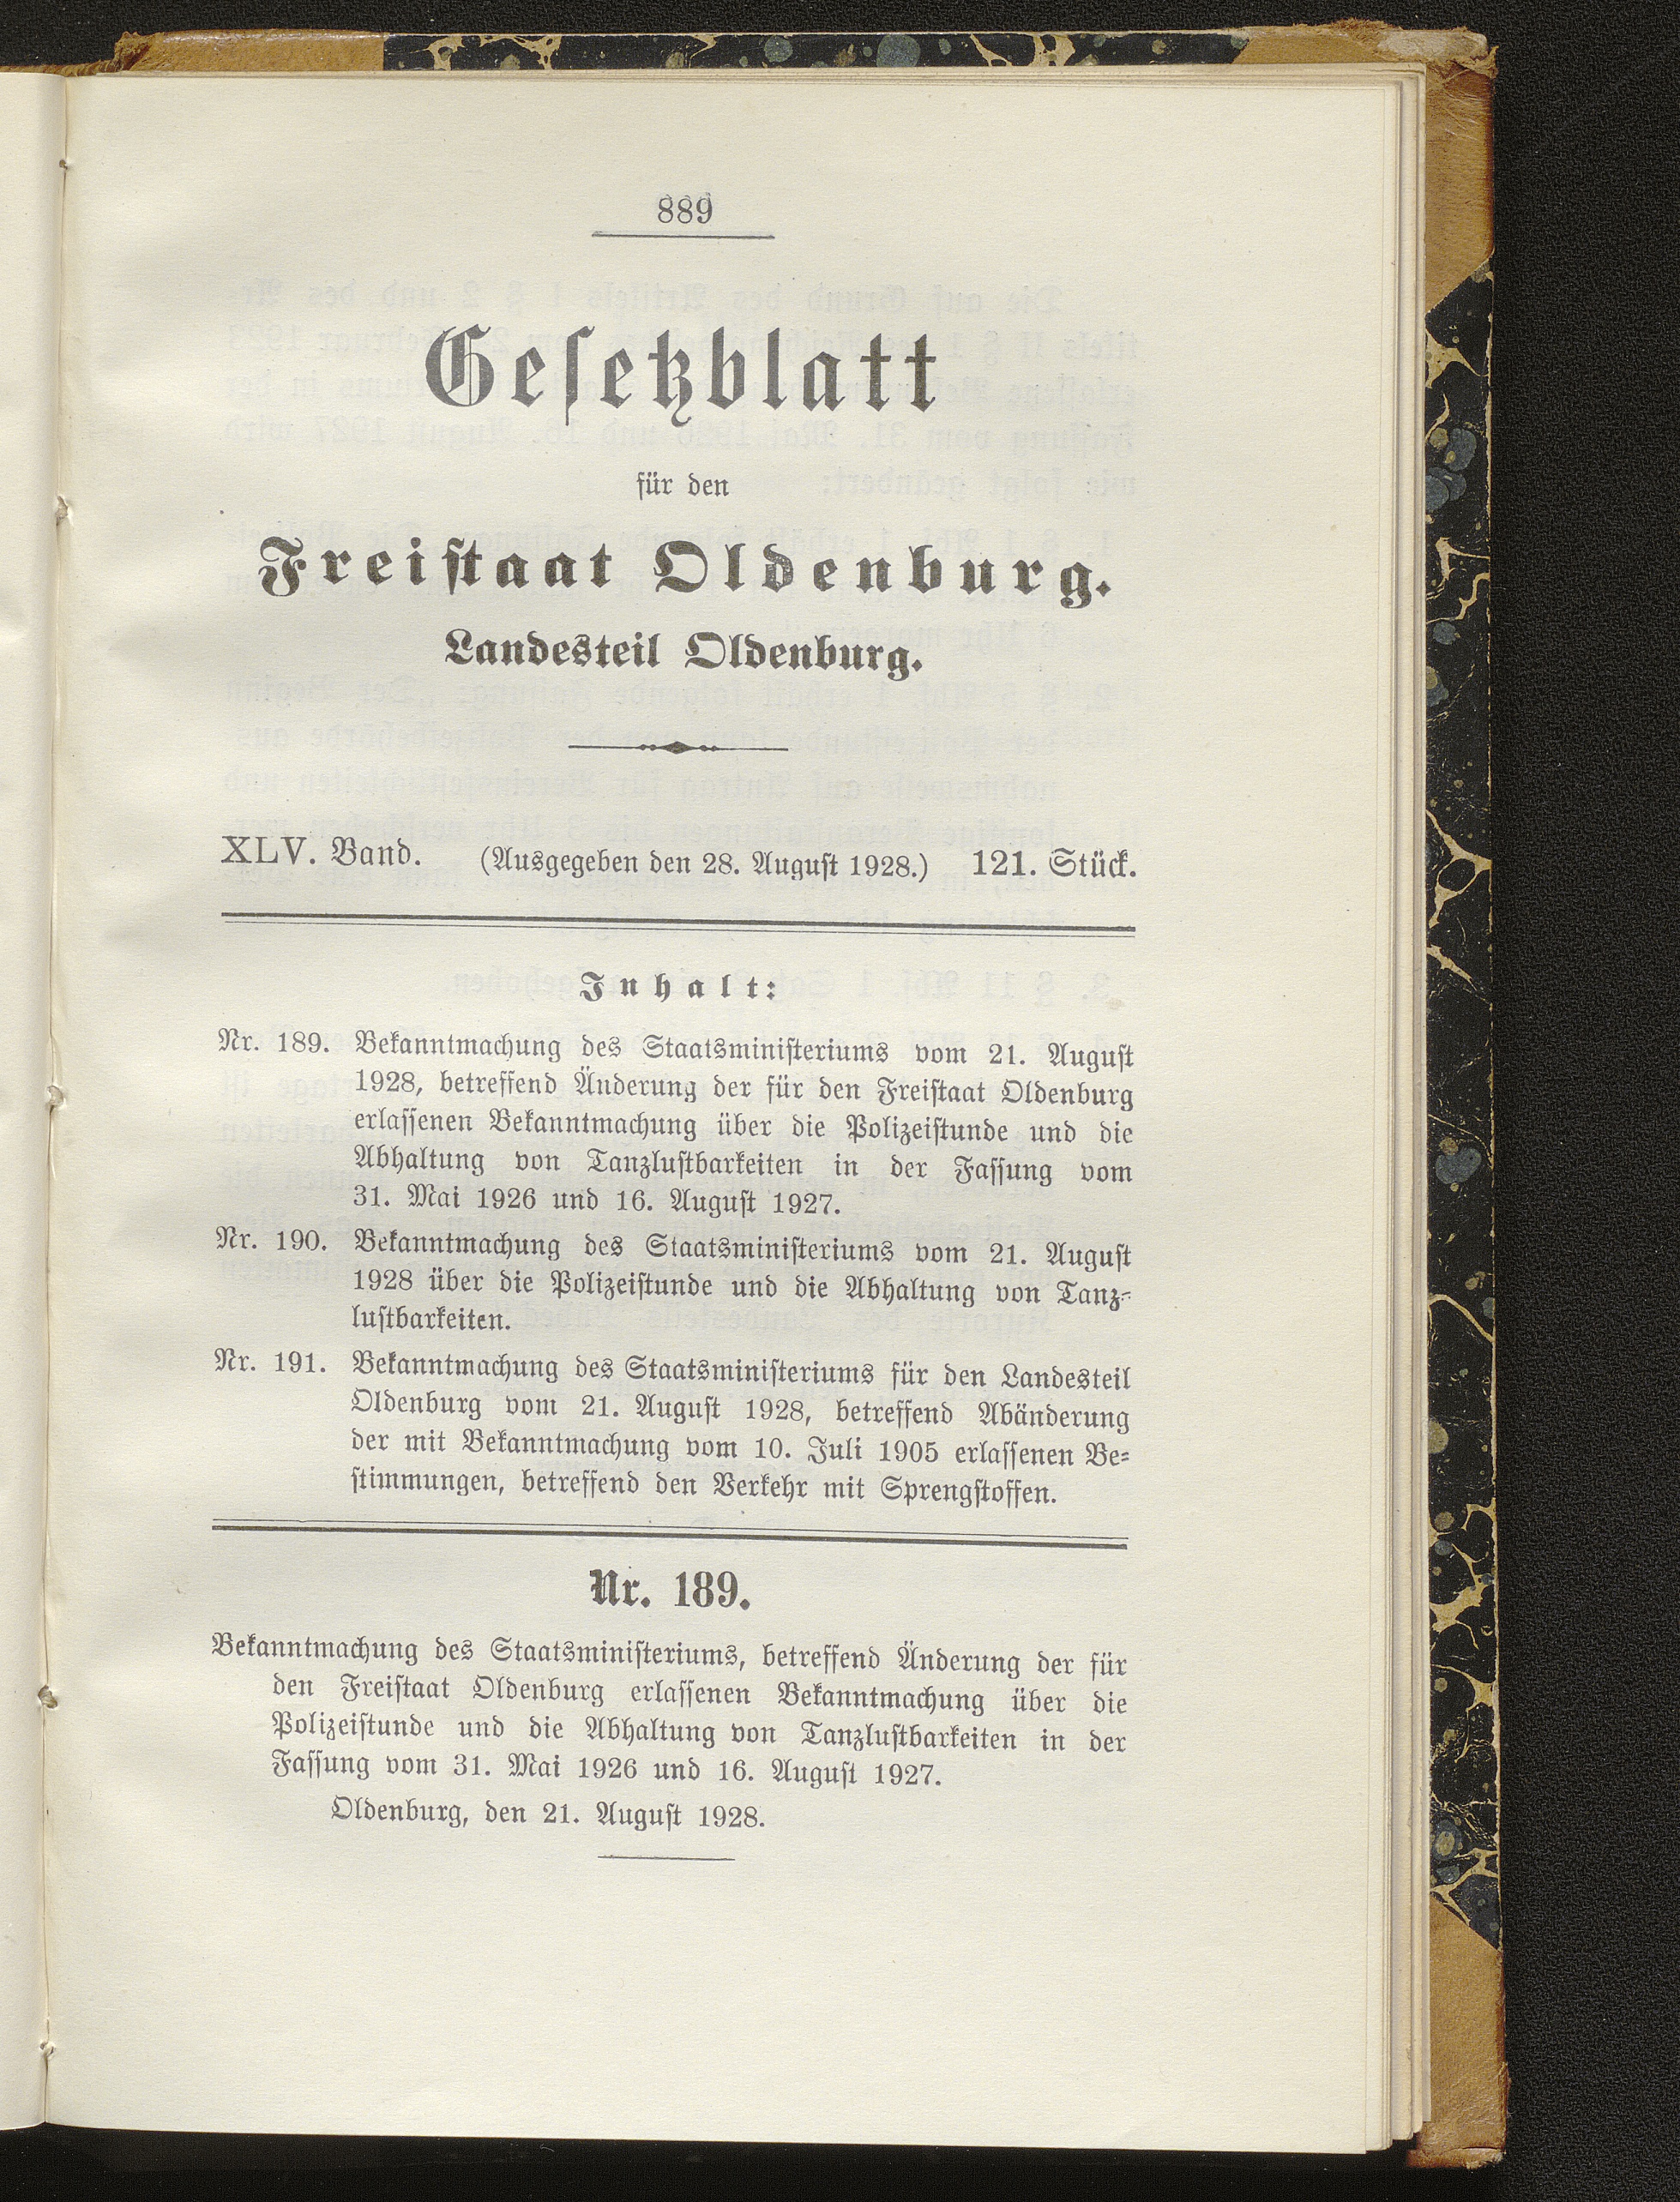 889
Gesetzblatt
für den
Freistaat Oldenburg.
Landesteil Oldenburg.
XLV. Band. (Ausgegeben den 28. August 1928.) 121. Stück.
Inhalt:
Nr. 189. Bekanntmachung des Staatsministeriums vom 21. August
1928, betreffend Änderung der für den Freistaat Oldenburg
erlassenen Bekanntmachung über die Polizeistunde und die
Abhaltung von Tanzlustbarkeiten in der Fassung vom
31. Mai 1926 und 16. August 1927.
Nr. 190. Bekanntmachung des Staatsministeriums vom 21. August
1928 über die Polizeistunde und die Abhaltung von Tanz-
lustbarkeiten.
Nr. 191. Bekanntmachung des Staatsministeriums für den Landesteil
Oldenburg vom 21. August 1928, betreffend Abänderung
der mit Bekanntmachung vom 10. Juli 1905 erlassenen Be-
stimmungen, betreffend den Verkehr mit Sprengstoffen.
Nr. 189.
Bekanntmachung des Staatsministeriums, betreffend Änderung der für
den Freistaat Oldenburg erlassenen Bekanntmachung über die
Polizeistunde und die Abhaltung von Tanzlustbarkeiten in der
Fassung vom 31. Mai 1926 und 16. August 1927.
Oldenburg, den 21. August 1928.